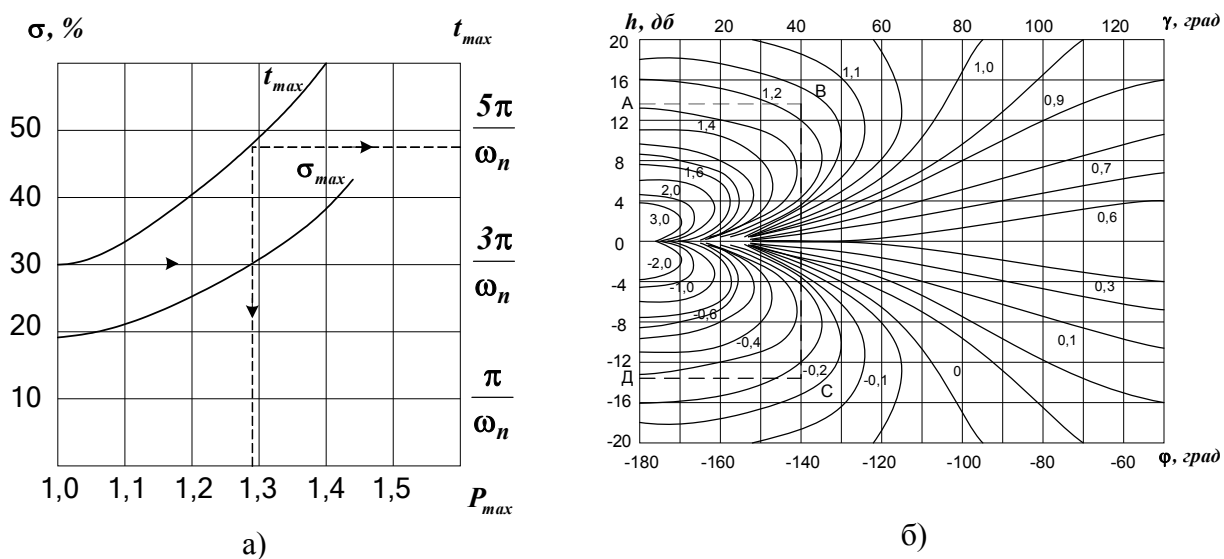 σ, %
t_max
t_max
50
5π/ω_n
σ_max
40
30
3π/ω_n
20
10
π/ω_n
1,0 1,1 1,2 1,3 1,4 1,5 P_max
а)
h, дб 0 20 40 60 80 100 120 γ, град
20
16
A
12
8
4
0
-4
-8
-12
Д
-16
-20
1,1
1,0
1,2
B
0,9
1,4
1,6
0,7
2,0
3,0
0,6
-2,0
-1,0
0,3
-0,6
-0,4
0,1
-0,2
0
-0,1
C
-180 -160 -140 -120 -100 -80 -60 φ, град
б)